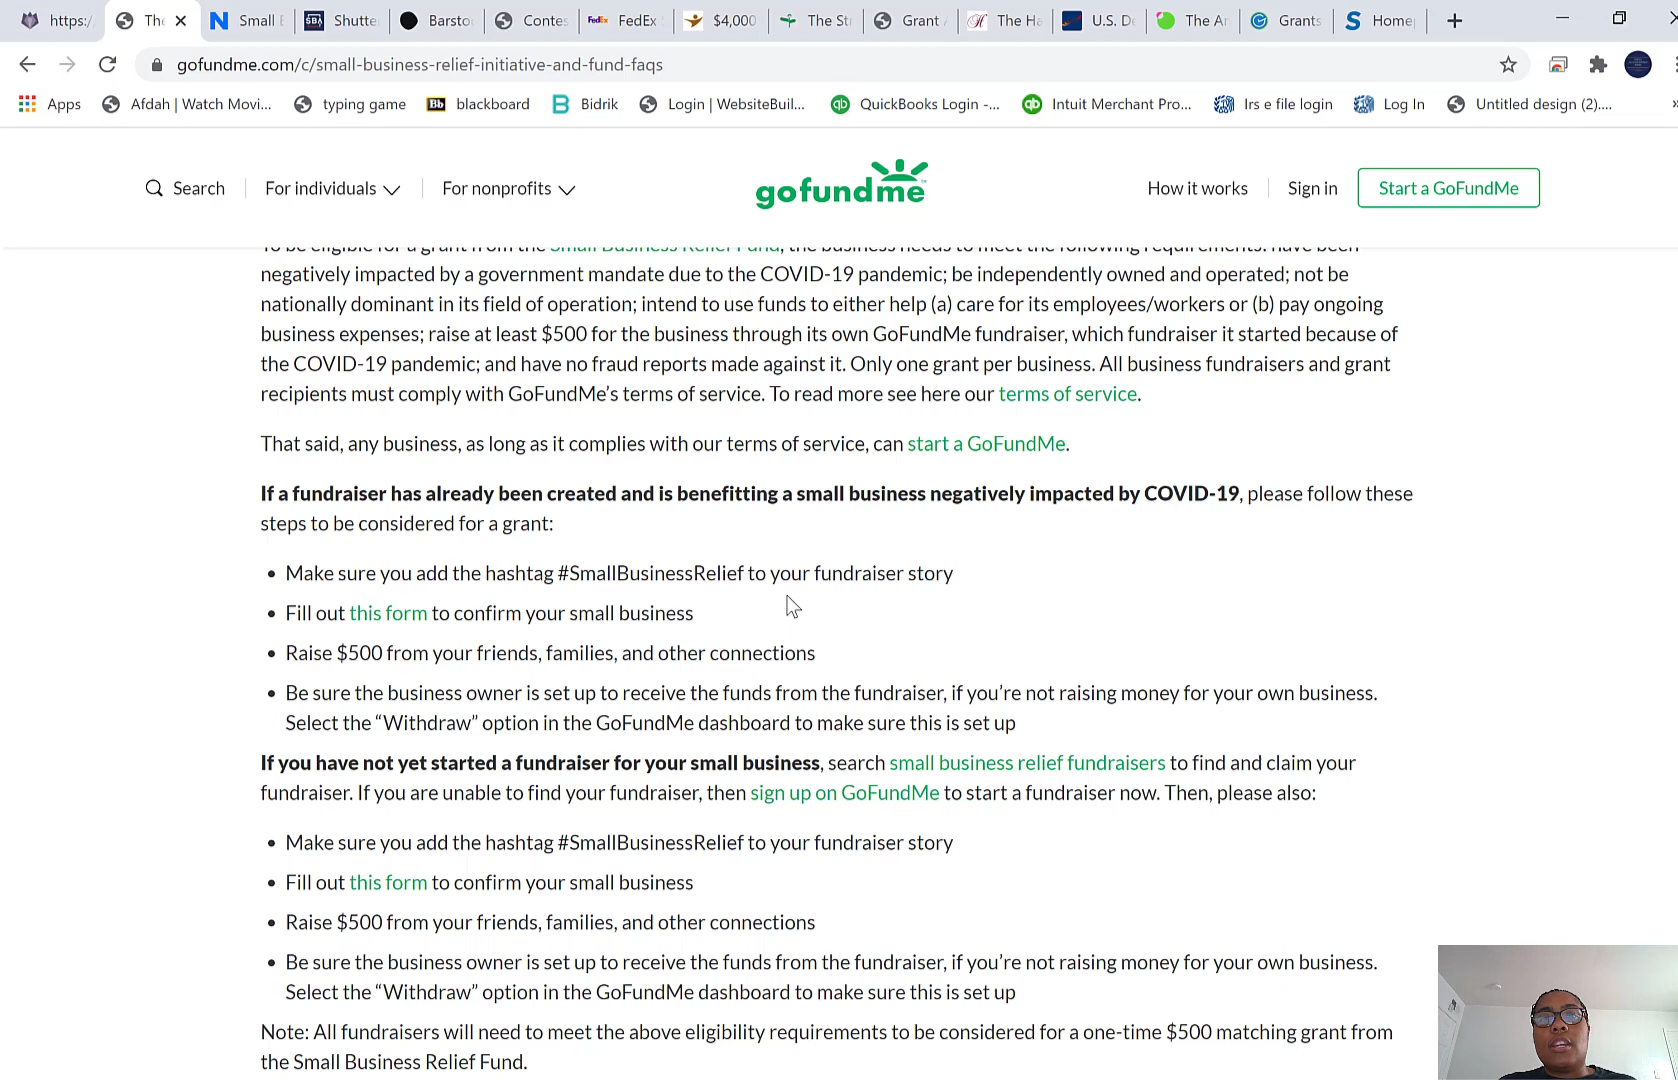 https:/
The
Small B
SBA
Shutte
Barsto
Contes
FedEx
FedEx
$4,000
The St
Grant
The Ha
U.S. De
The Ar
Grants
Home
gofundme.com/c/small-business-relief-initiative-and-fund-faqs
Apps
Afdah | Watch Movi...
typing game
Bb
blackboard
Bidrik
Login | WebsiteBuil...
qb
QuickBooks Login -...
qb
Intuit Merchant Pro...
Irs e file login
Log In
Untitled design (2)....
Search
For individuals
For nonprofits
gofundme
How it works
Sign in
Start a GoFundMe
To be eligible for a grant from the Small Business Relief Fund, the business needs to meet the following requirements: have been
negatively impacted by a government mandate due to the COVID-19 pandemic; be independently owned and operated; not be
nationally dominant in its field of operation; intend to use funds to either help (a) care for its employees/workers or (b) pay ongoing
business expenses; raise at least $500 for the business through its own GoFundMe fundraiser, which fundraiser it started because of
the COVID-19 pandemic; and have no fraud reports made against it. Only one grant per business. All business fundraisers and grant
recipients must comply with GoFundMe’s terms of service. To read more see here our terms of service.
That said, any business, as long as it complies with our terms of service, can start a GoFundMe.
If a fundraiser has already been created and is benefitting a small business negatively impacted by COVID-19, please follow these
steps to be considered for a grant:
• Make sure you add the hashtag #SmallBusinessRelief to your fundraiser story
• Fill out this form to confirm your small business
• Raise $500 from your friends, families, and other connections
• Be sure the business owner is set up to receive the funds from the fundraiser, if you’re not raising money for your own business.
Select the “Withdraw” option in the GoFundMe dashboard to make sure this is set up
If you have not yet started a fundraiser for your small business, search small business relief fundraisers to find and claim your
fundraiser. If you are unable to find your fundraiser, then sign up on GoFundMe to start a fundraiser now. Then, please also:
• Make sure you add the hashtag #SmallBusinessRelief to your fundraiser story
• Fill out this form to confirm your small business
• Raise $500 from your friends, families, and other connections
• Be sure the business owner is set up to receive the funds from the fundraiser, if you’re not raising money for your own business.
Select the “Withdraw” option in the GoFundMe dashboard to make sure this is set up
Note: All fundraisers will need to meet the above eligibility requirements to be considered for a one-time $500 matching grant from
the Small Business Relief Fund.